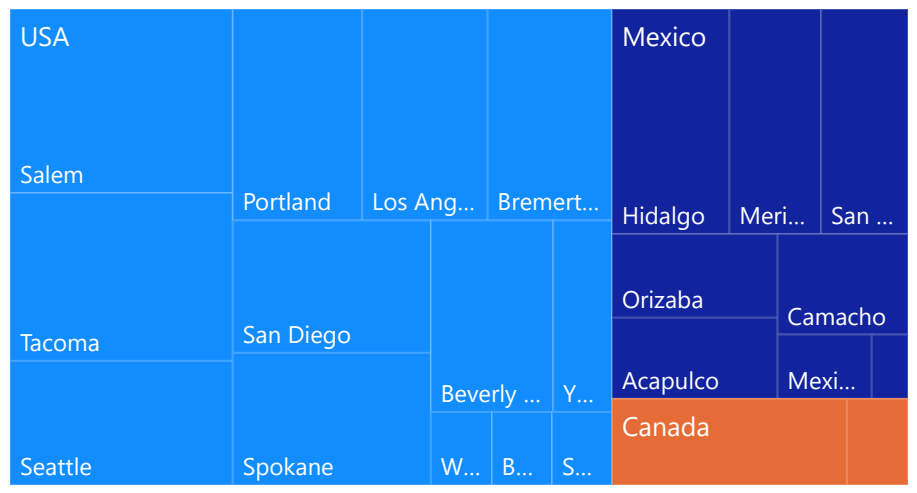 USA
Salem
Tacoma
Seattle
Portland
Los Ang...
Bremert...
San Diego
Spokane
Beverly ...
Y...
W...
B...
S...
Mexico
Hidalgo
Meri...
San ...
Orizaba
Acapulco
Camacho
Mexi...
Canada